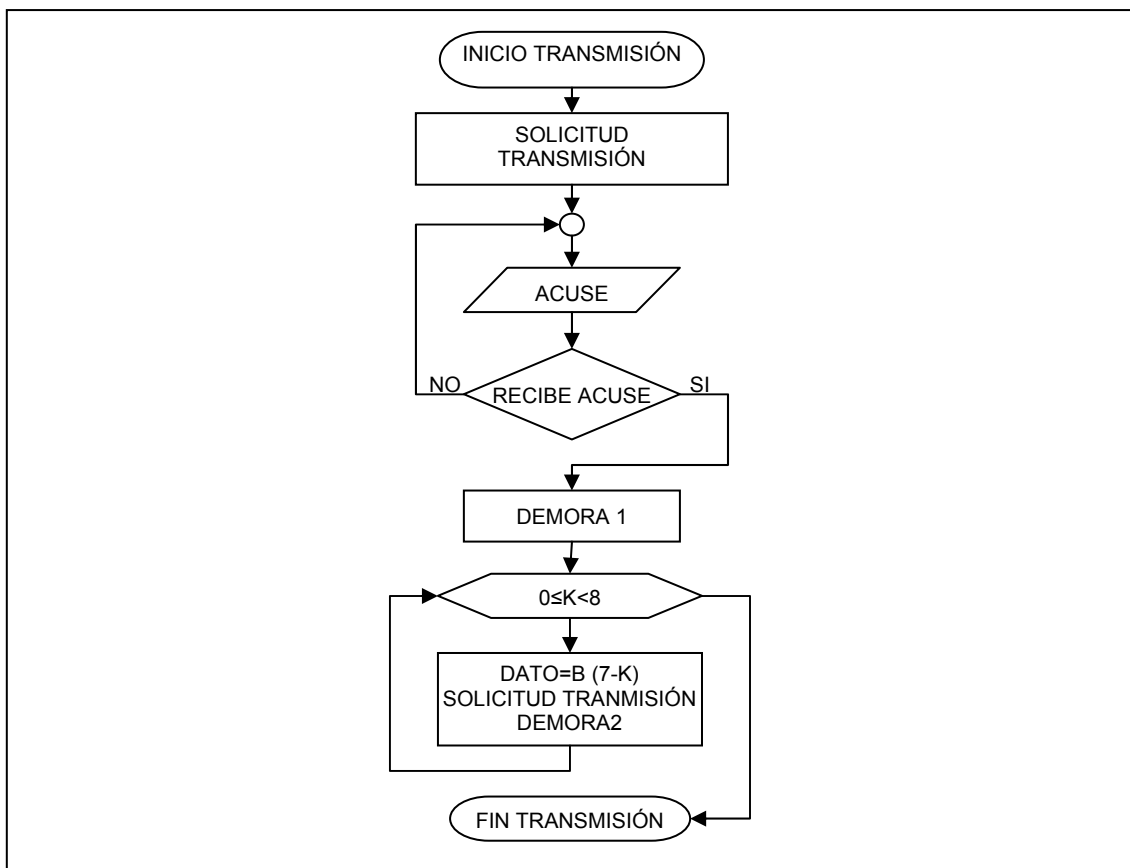 INICIO TRANSMISIÓN
SOLICITUD
TRANSMISIÓN
ACUSE
NO
RECIBE ACUSE
SI
DEMORA 1
0≤K<8
DATO=B (7-K)
SOLICITUD TRANMISIÓN
DEMORA2
FIN TRANSMISIÓN